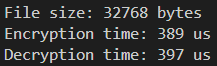 File size: 32768 bytes
Encryption time: 389 us
Decryption time: 397 us